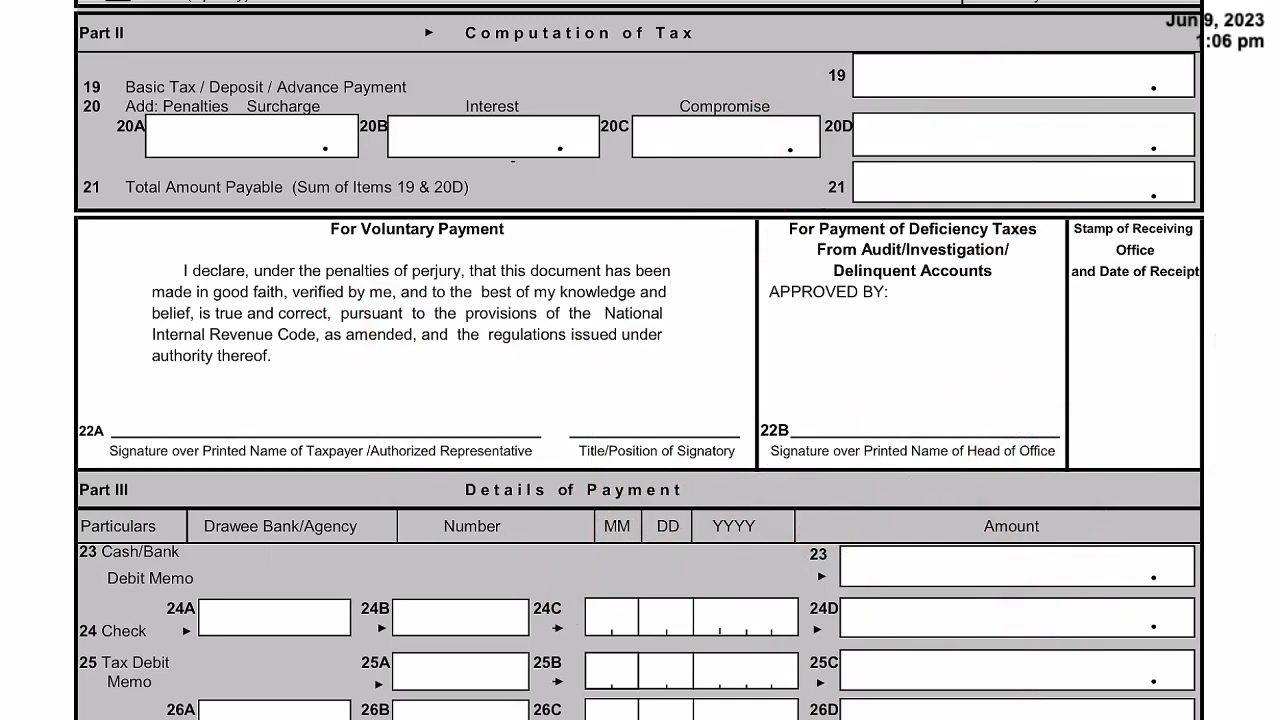 Jun 9, 2023
1:06 pm
Part II ► Computation of Tax
19 Basic Tax / Deposit / Advance Payment 19 .
20 Add: Penalties Surcharge Interest Compromise
20A . 20B . 20C . 20D .
21 Total Amount Payable (Sum of Items 19 & 20D) 21 .
For Voluntary Payment
I declare, under the penalties of perjury, that this document has been
made in good faith, verified by me, and to the best of my knowledge and
belief, is true and correct, pursuant to the provisions of the National
Internal Revenue Code, as amended, and the regulations issued under
authority thereof.
22A
Signature over Printed Name of Taxpayer /Authorized Representative
Title/Position of Signatory
For Payment of Deficiency Taxes
From Audit/Investigation/
Delinquent Accounts
APPROVED BY:
22B
Signature over Printed Name of Head of Office
Stamp of Receiving
Office
and Date of Receipt
Part III Details of Payment
Particulars Drawee Bank/Agency Number MM DD YYYY Amount
23 Cash/Bank 23
Debit Memo ► .
24A 24B 24C 24D
24 Check ► ► ► ► .
25 Tax Debit 25A 25B 25C
Memo ► ► ► .
26A 26B 26C 26D